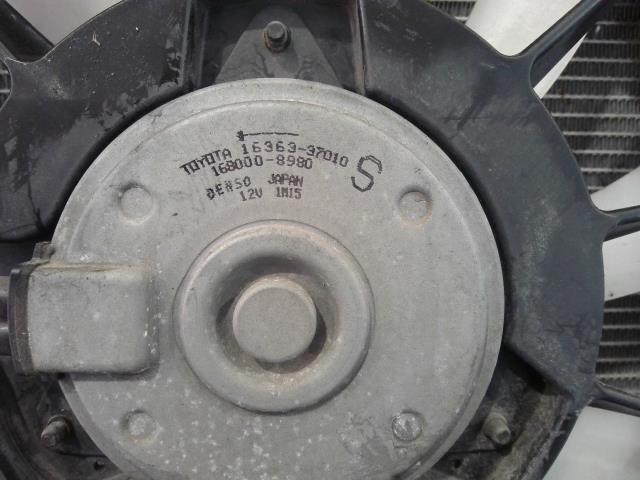 TOYOTA 16363-37010
168000-8980
DENSO JAPAN
12V 1M15
S